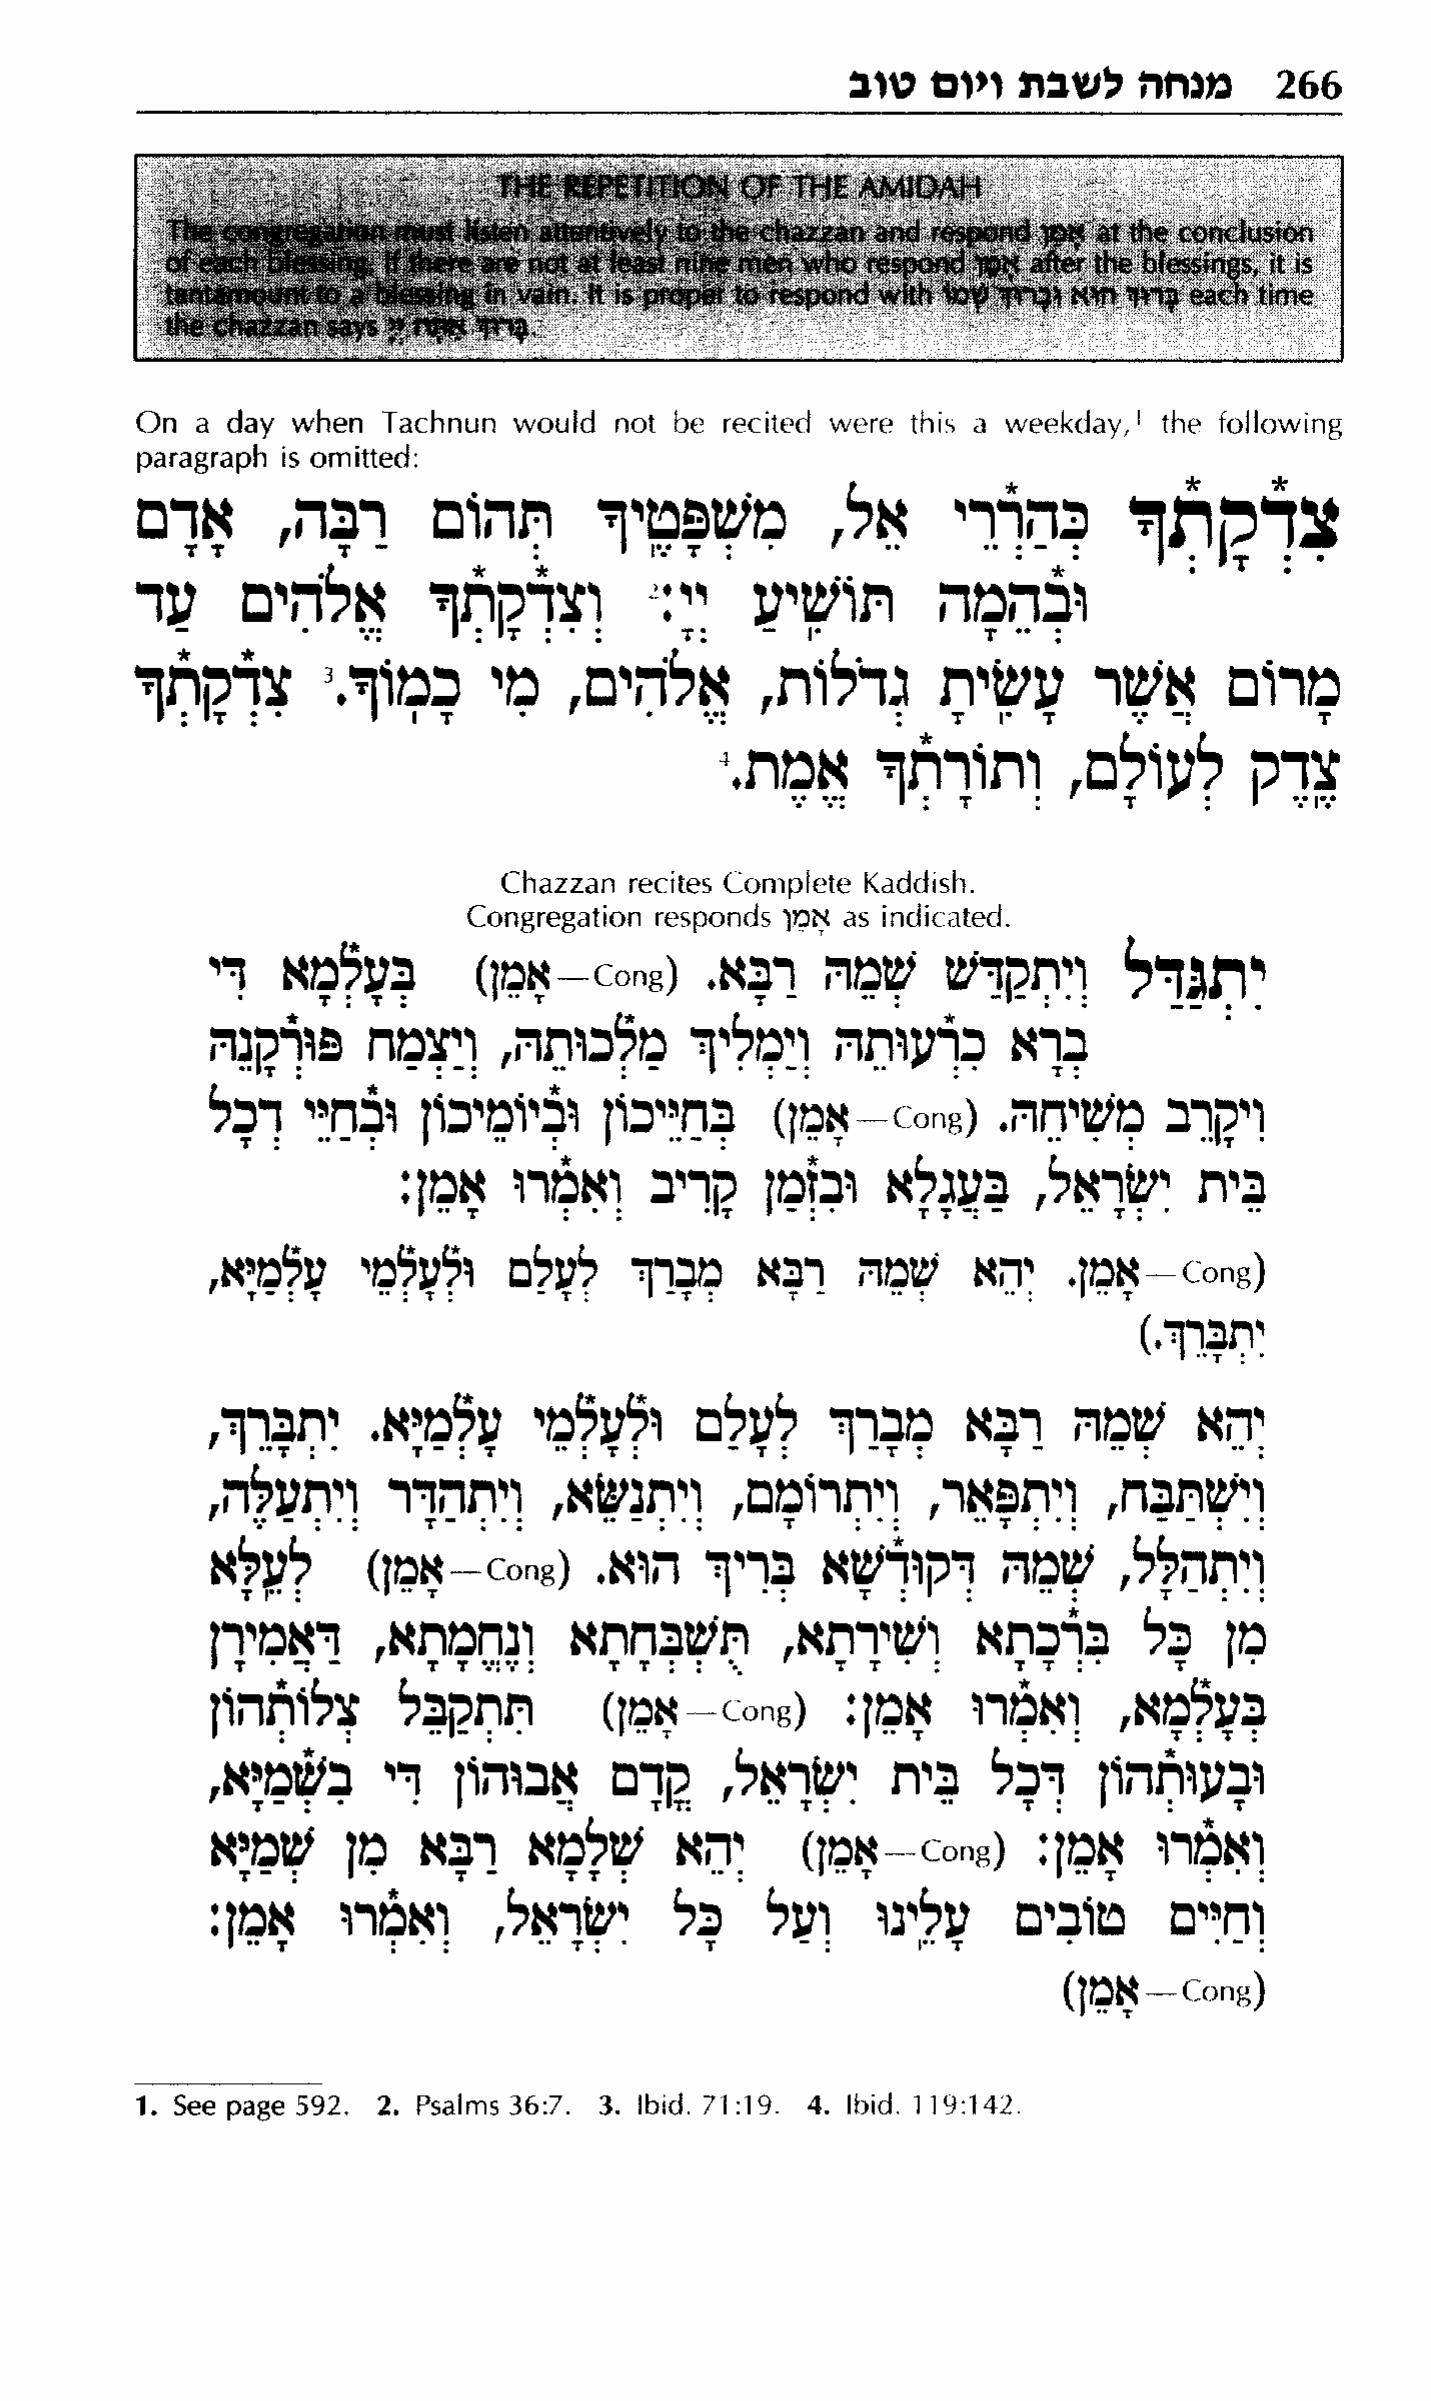 266 מנחה לשבת ויום טוב
THE REPETITION OF THE AMIDAH
The congregation must listen attentively to the chazzan and respond אָמֵן at the conclusion
of each blessing. If there are not at least nine men who respond אָמֵן after the blessings, it is
tantamount to a blessing in vain. It is proper to respond with בָּרוּךְ הוּא וּבָרוּךְ שְׁמוֹ each time
the chazzan says בָּרוּךְ אַתָּה יְיָ.
On a day when Tachnun would not be recited were this a weekday,¹ the following
paragraph is omitted:
צִדְ*קָתְ*ךָ כְּהַרְ*רֵי אֵל, מִשְׁפָּטֶיךָ תְּהוֹם רַבָּה, אָדָם
וּבְ*הֵמָה תּוֹשִׁיעַ יְיָ:² וְצִדְ*קָתְ*ךָ אֱלֹהִים עַד
מָרוֹם אֲשֶׁר עָשִׂיתָ גְדֹלוֹת, אֱלֹהִים, מִי כָמוֹךָ.³ צִדְ*קָתְ*ךָ
צֶדֶק לְעוֹלָם, וְתוֹרָתְ*ךָ אֱמֶת.⁴
Chazzan recites Complete Kaddish.
Congregation responds אָמֵן as indicated.
יִתְגַּדַּל וְיִתְקַדַּשׁ שְׁמֵהּ רַבָּא. (Cong—אָמֵן) בְּעָלְ*מָא דִּי
בְרָא כִרְ*עוּתֵהּ וְיַמְלִיךְ מַלְ*כוּתֵהּ, וְיַצְמַח פּוּרְ*קָנֵהּ
וִיקָרֵב מְשִׁיחֵהּ. (Cong—אָמֵן) בְּחַיֵּיכוֹן וּבְ*יוֹמֵיכוֹן וּבְ*חַיֵּי דְכָל
בֵּית יִשְׂרָאֵל, בַּעֲגָלָא וּבִזְ*מַן קָרִיב וְאִמְ*רוּ אָמֵן:
(Cong—אָמֵן. יְהֵא שְׁמֵהּ רַבָּא מְבָרַךְ לְעָלַם וּלְ*עָלְ*מֵי עָלְ*מַיָּא,
יִתְבָּרֵךְ.)
יְהֵא שְׁמֵהּ רַבָּא מְבָרַךְ לְעָלַם וּלְ*עָלְ*מֵי עָלְ*מַיָּא. יִתְבָּרֵךְ,
וְיִשְׁתַּבַּח, וְיִתְפָּאֵר, וְיִתְרוֹמָם, וְיִתְנַשֵּׂא, וְיִתְהַדָּר וְיִתְעַלֶּה,
וְיִתְהַלָּל, שְׁמֵהּ דְּקוּדְ*שָׁא בְּרִיךְ הוּא. (Cong—אָמֵן) לְעֵלָּא
מִן כָּל בִּרְ*כָתָא וְשִׁירָתָא, תֻּשְׁבְּחָתָא וְנֶחֱמָתָא, דַּאֲמִירָן
בְּעָלְ*מָא, וְאִמְ*רוּ אָמֵן: (Cong—אָמֵן) תִּתְקַבֵּל צְלוֹתְ*הוֹן
וּבָעוּתְ*הוֹן דְּכָל בֵּית יִשְׂרָאֵל, קֳדָם אֲבוּהוֹן דִּי בִשְׁ*מַיָּא,
וְאִמְ*רוּ אָמֵן: (Cong—אָמֵן) יְהֵא שְׁלָמָא רַבָּא מִן שְׁמַיָּא
וְחַיִּים טוֹבִים עָלֵינוּ וְעַל כָּל יִשְׂרָאֵל, וְאִמְ*רוּ אָמֵן:
(Cong—אָמֵן)
1. See page 592. 2. Psalms 36:7. 3. Ibid. 71:19. 4. Ibid. 119:142.